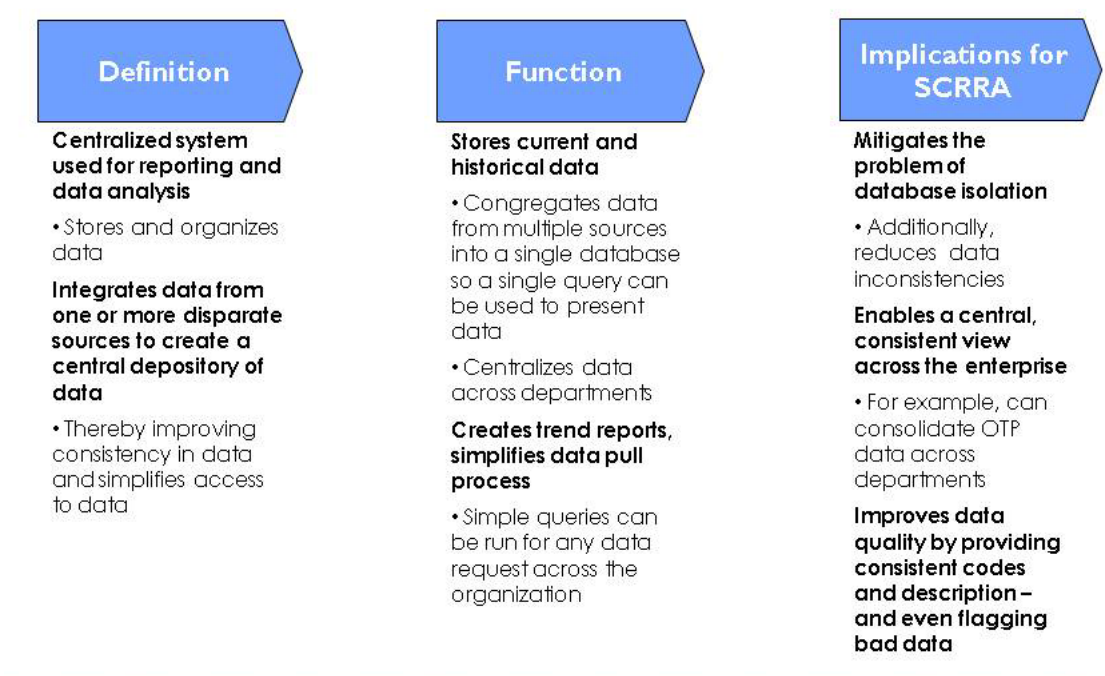 Definition
Centralized system
used for reporting and
data analysis
• Stores and organizes
data
Integrates data from
one or more disparate
sources to create a
central depository of
data
• Thereby improving
consistency in data
and simplifies access
to data
Function
Stores current and
historical data
• Congregates data
from multiple sources
into a single database
so a single query can
be used to present
data
• Centralizes data
across departments
Creates trend reports,
simplifies data pull
process
• Simple queries can
be run for any data
request across the
organization
Implications for
SCRRA
Mitigates the
problem of
database isolation
• Additionally,
reduces data
inconsistencies
Enables a central,
consistent view
across the enterprise
• For example, can
consolidate OTP
data across
departments
Improves data
quality by providing
consistent codes
and description –
and even flagging
bad data